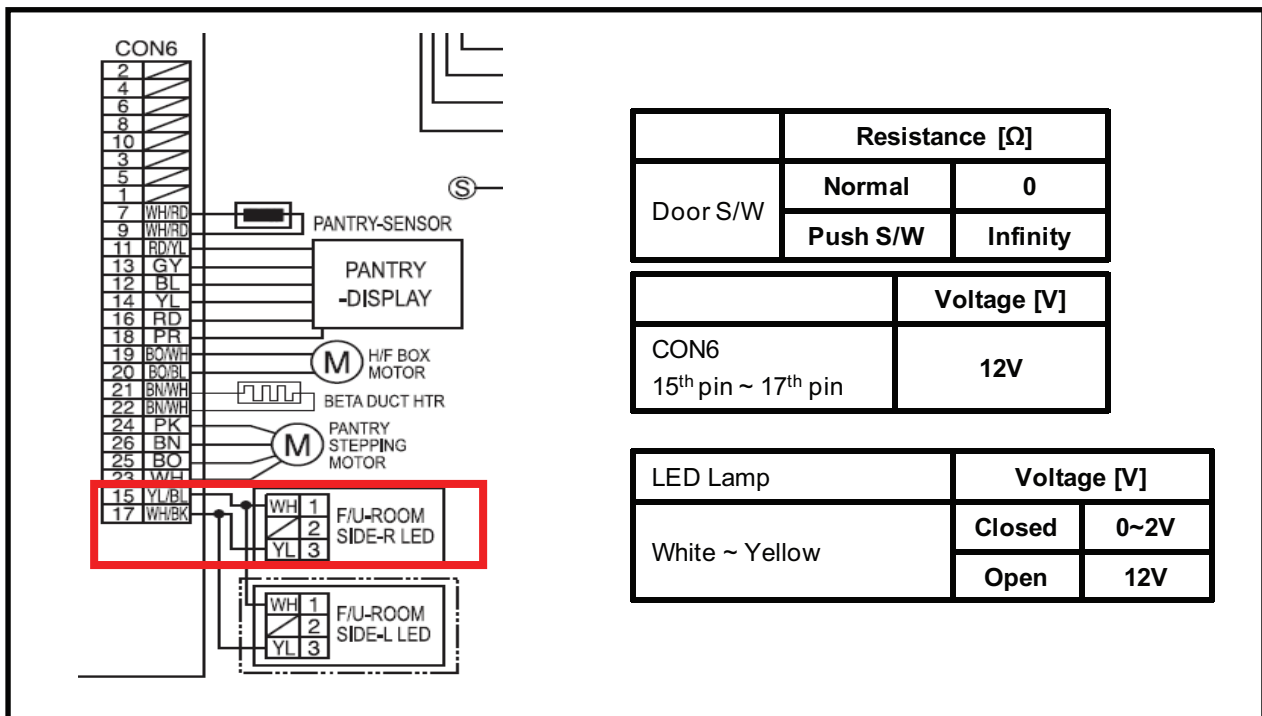 CON6
2
4
6
8
10
3
5
1
7 WH/RD
9 WH/RD
11 RD/YL
13 GY
12 BL
14 YL
16 RD
18 PR
19 BO/WH
20 BO/BL
21 BN/WH
22 BN/WH
24 PK
26 BN
25 BO
23 WH
15 YL/BL
17 WH/BK
S
PANTRY-SENSOR
PANTRY
-DISPLAY
M
H/F BOX
MOTOR
BETA DUCT HTR
M
PANTRY
STEPPING
MOTOR
WH 1
2
YL 3
F/U-ROOM
SIDE-R LED
WH 1
2
YL 3
F/U-ROOM
SIDE-L LED
Resistance [Ω]
Door S/W
Normal 0
Push S/W Infinity
Voltage [V]
CON6
15th pin ~ 17th pin
12V
LED Lamp Voltage [V]
White ~ Yellow
Closed 0~2V
Open 12V